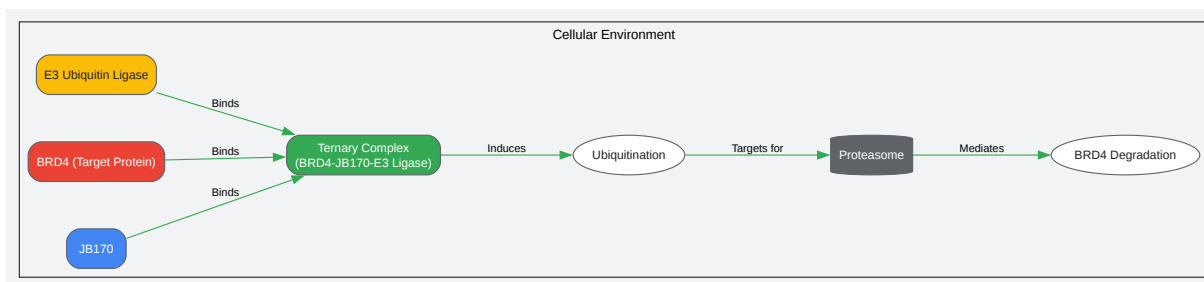 Cellular Environment
E3 Ubiquitin Ligase
Binds
BRD4 (Target Protein)
Binds
JB170
Binds
Ternary Complex
(BRD4-JB170-E3 Ligase)
Induces
Ubiquitination
Targets for
Proteasome
Mediates
BRD4 Degradation